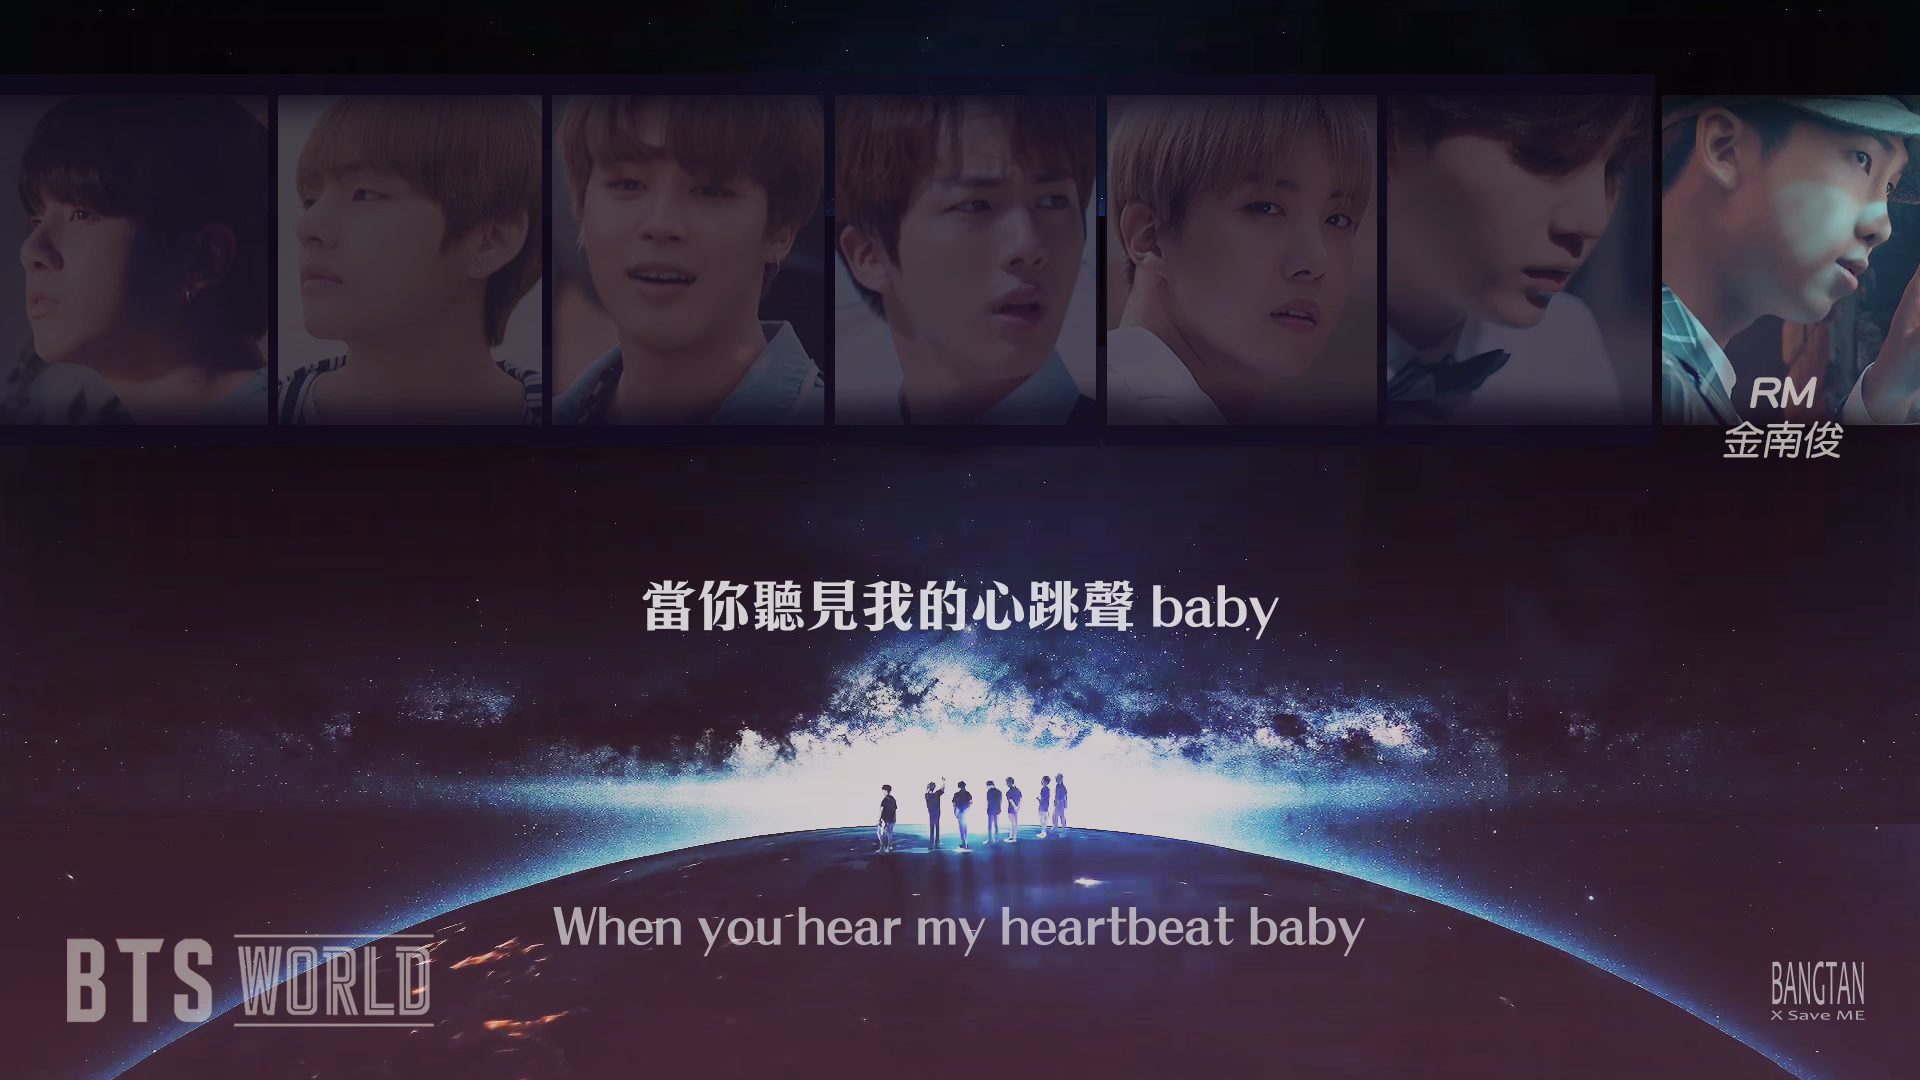 RM
金南俊
當你聽見我的心跳聲 baby
When you hear my heartbeat baby
BTS WORLD
BANGTAN
X Save ME